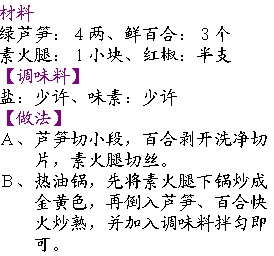 材料
绿芦笋：4两、鲜百合：3个
素火腿：1小块、红椒：半支
【调味料】
盐：少许、味素：少许
【做法】
A、芦笋切小段，百合剥开洗净切
片，素火腿切丝。
B、热油锅，先将素火腿下锅炒成
金黄色，再倒入芦笋、百合快
火炒熟，并加入调味料拌匀即
可。